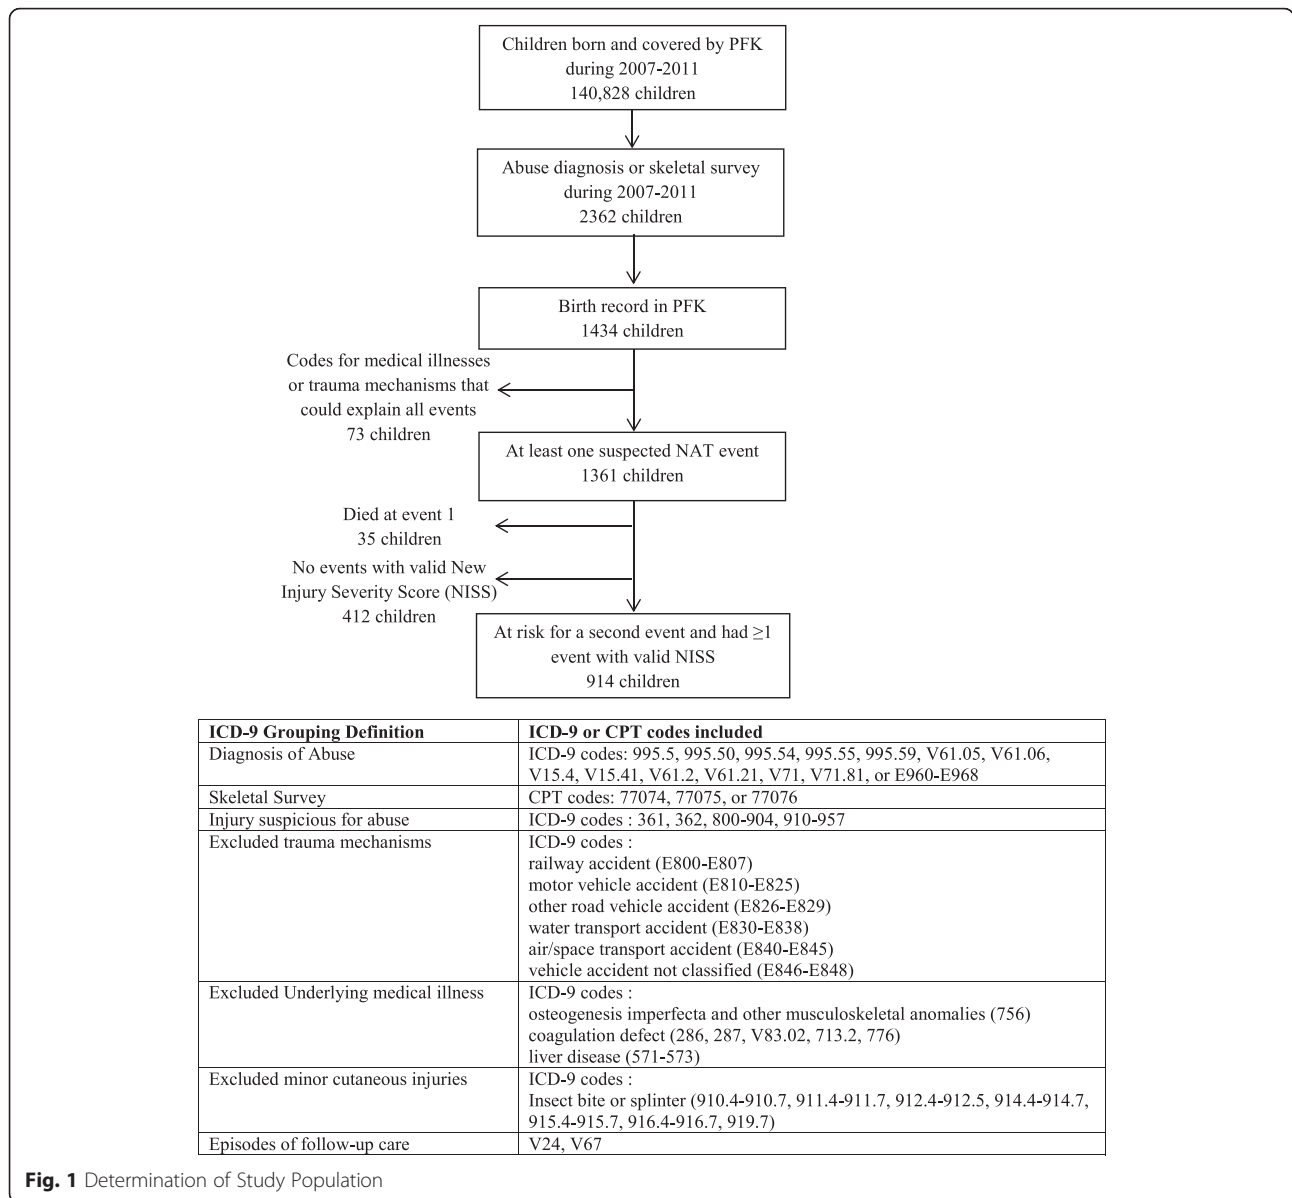 Children born and covered by PFK
during 2007-2011
140,828 children
Abuse diagnosis or skeletal survey
during 2007-2011
2362 children
Birth record in PFK
1434 children
Codes for medical illnesses
or trauma mechanisms that
could explain all events
73 children
At least one suspected NAT event
1361 children
Died at event 1
35 children
No events with valid New
Injury Severity Score (NISS)
412 children
At risk for a second event and had ≥1
event with valid NISS
914 children
ICD-9 Grouping Definition ICD-9 or CPT codes included
Diagnosis of Abuse ICD-9 codes: 995.5, 995.50, 995.54, 995.55, 995.59, V61.05, V61.06,
V15.4, V15.41, V61.2, V61.21, V71, V71.81, or E960-E968
Skeletal Survey CPT codes: 77074, 77075, or 77076
Injury suspicious for abuse ICD-9 codes : 361, 362, 800-904, 910-957
Excluded trauma mechanisms ICD-9 codes :
railway accident (E800-E807)
motor vehicle accident (E810-E825)
other road vehicle accident (E826-E829)
water transport accident (E830-E838)
air/space transport accident (E840-E845)
vehicle accident not classified (E846-E848)
Excluded Underlying medical illness ICD-9 codes :
osteogenesis imperfecta and other musculoskeletal anomalies (756)
coagulation defect (286, 287, V83.02, 713.2, 776)
liver disease (571-573)
Excluded minor cutaneous injuries ICD-9 codes :
Insect bite or splinter (910.4-910.7, 911.4-911.7, 912.4-912.5, 914.4-914.7,
915.4-915.7, 916.4-916.7, 919.7)
Episodes of follow-up care V24, V67
Fig. 1 Determination of Study Population